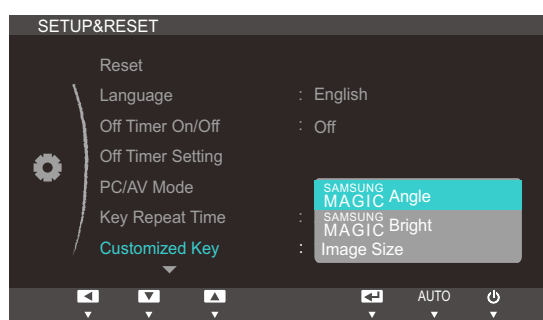 SETUP&RESET
Reset
Language : English
Off Timer On/Off : Off
Off Timer Setting
PC/AV Mode
SAMSUNG MAGIC Angle
Key Repeat Time :
SAMSUNG MAGIC Bright
Customized Key : Image Size
AUTO